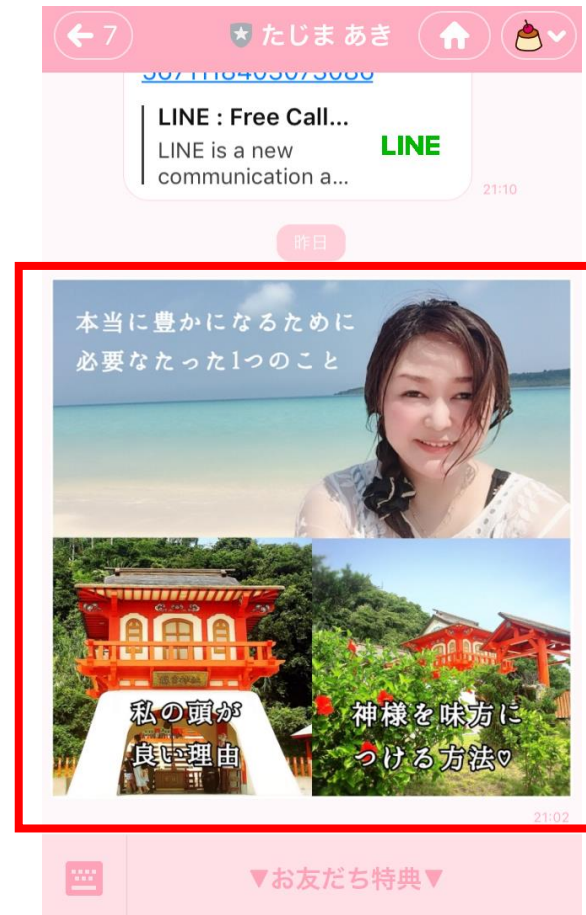 7
たじま あき
LINE : Free Call...
LINE is a new
communication a...
LINE
21:10
昨日
本当に豊かになるために
必要なたった1つのこと
私の頭が
良い理由
神様を味方に
つける方法♡
21:02
▼お友だち特典▼